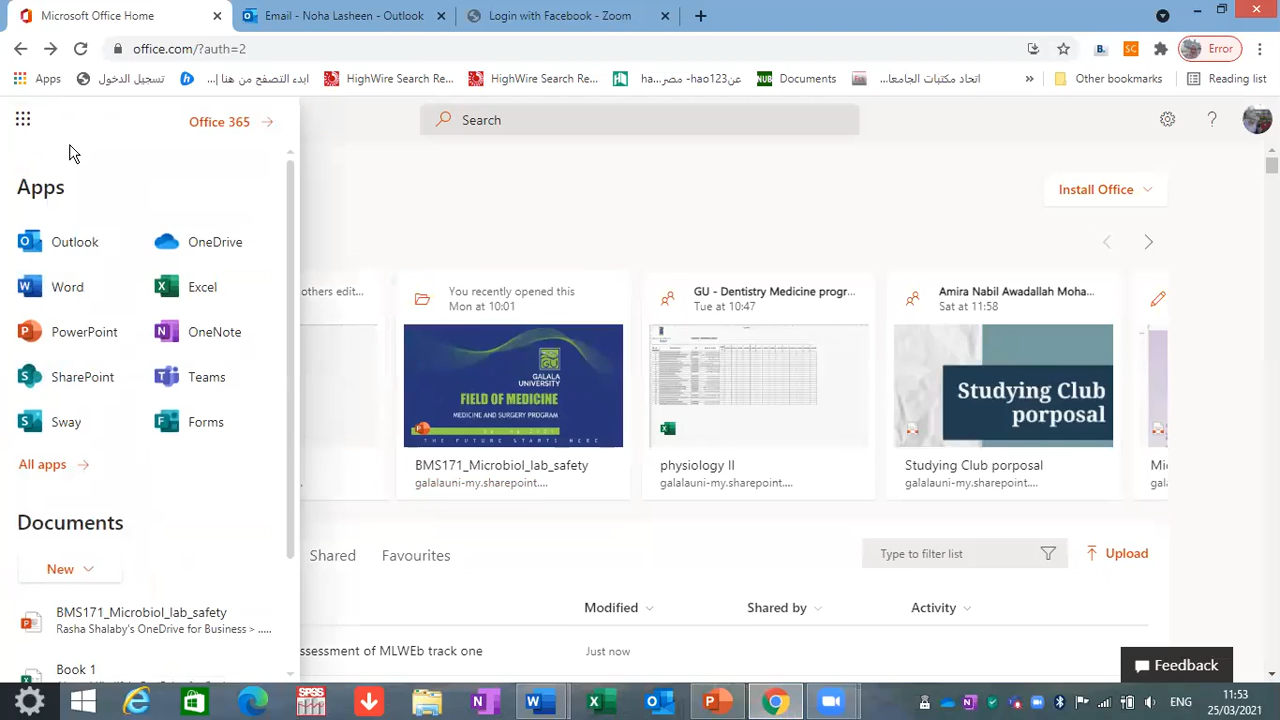 Microsoft Office Home
Email - Noha Lasheen - Outlook
Login with Facebook - Zoom
office.com/?auth=2
Error
Apps
تسجيل الدخول
ابدء التصفح من هنا إ...
HighWire Search Re...
HighWire Search Re...
عن hao123- مصر...ha
NUB
Documents
اتحاد مكتبات الجامعا...
Other bookmarks
Reading list
Office 365
Search
Install Office
Apps
Outlook
OneDrive
Word
Excel
PowerPoint
OneNote
SharePoint
Teams
Sway
Forms
All apps
others edit...
You recently opened this
Mon at 10:01
GALALA
UNIVERSITY
FIELD OF MEDICINE
MEDICINE AND SURGERY PROGRAM
THE FUTURE STARTS HERE
BMS171_Microbiol_lab_safety
galalauni-my.sharepoint....
GU - Dentistry Medicine progr...
Tue at 10:47
physiology II
galalauni-my.sharepoint....
Amira Nabil Awadallah Moha...
Sat at 11:58
Studying Club
porposal
Studying Club porposal
galalauni-my.sharepoint....
Documents
New
Shared
Favourites
Type to filter list
Upload
Modified
Shared by
Activity
BMS171_Microbiol_lab_safety
Rasha Shalaby's OneDrive for Business > .....
ssessment of MLWEb track one
Just now
Book 1
Feedback
ENG
11:53
25/03/2021